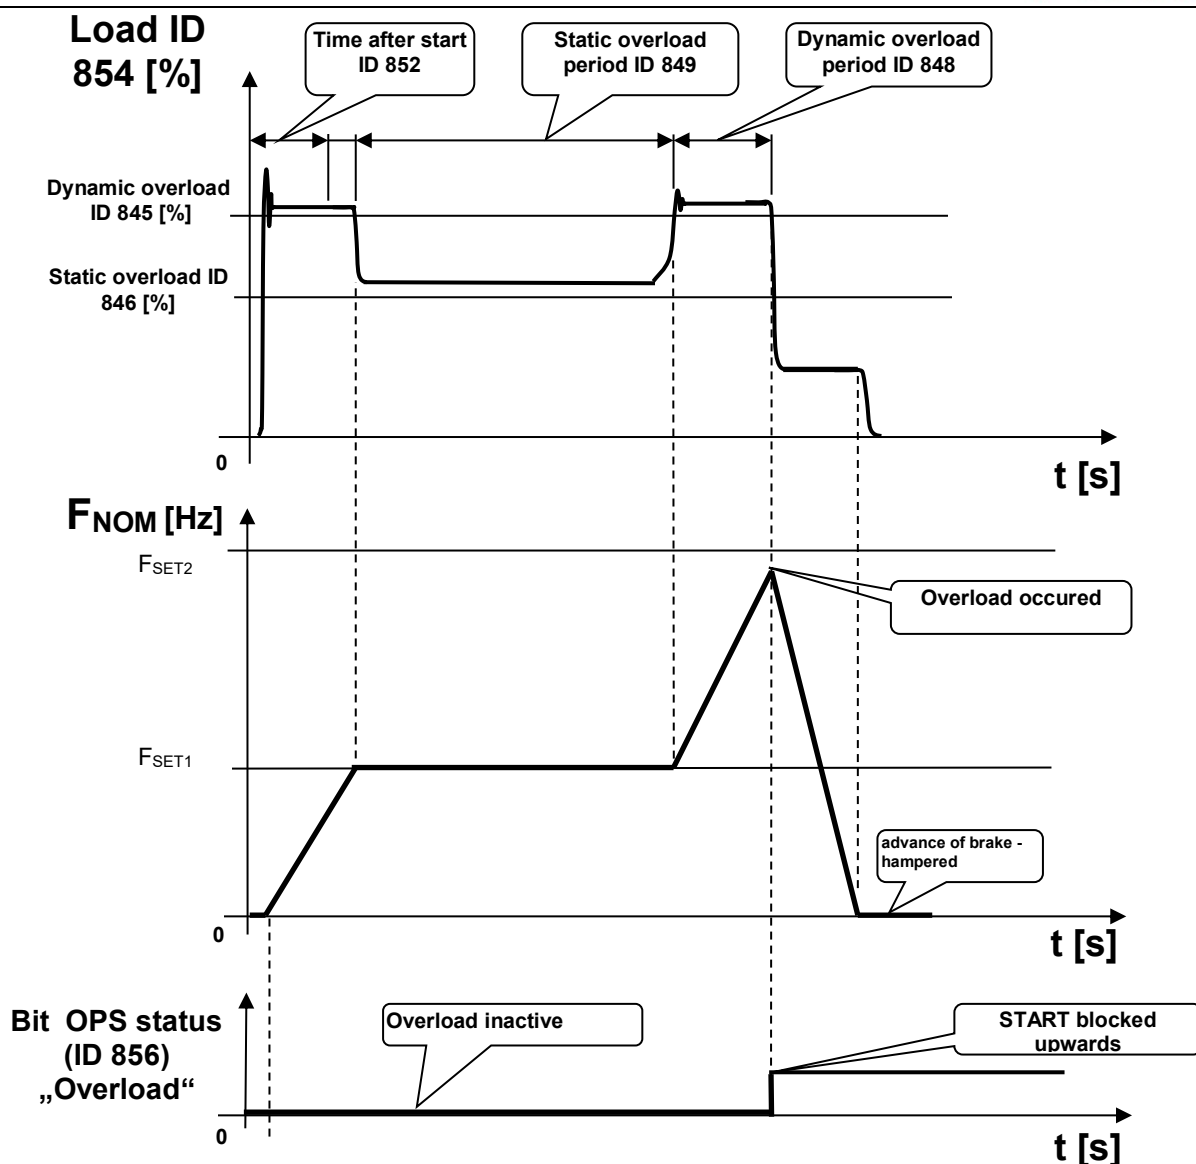 Load ID
854 [%]
Time after start
ID 852
Static overload
period ID 849
Dynamic overload
period ID 848
Dynamic overload
ID 845 [%]
Static overload ID
846 [%]
0
t [s]
FNOM [Hz]
FSET2
Overload occured
FSET1
advance of brake -
hampered
0
t [s]
Bit OPS status
(ID 856)
„Overload“
Overload inactive
START blocked
upwards
0
t [s]